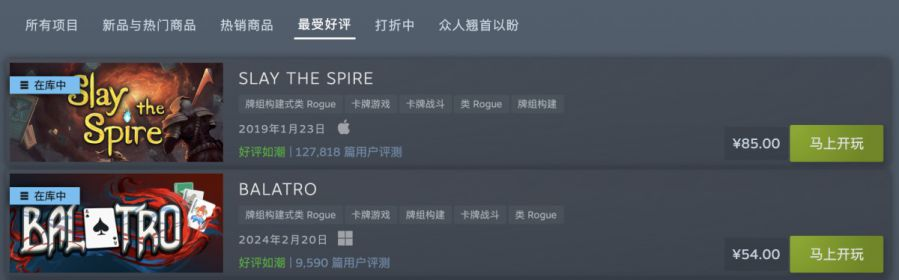 所有项目 新品与热门商品 热销商品 最受好评 打折中 众人翘首以盼
在库中
Slay the Spire
SLAY THE SPIRE
牌组构建式类 Rogue 卡牌游戏 卡牌战斗 类 Rogue 牌组构建
2019年1月23日
好评如潮 | 127,818 篇用户评测
¥85.00 马上开玩
在库中
BALATRO
BALATRO
牌组构建式类 Rogue 卡牌游戏 牌组构建 卡牌战斗 类 Rogue
2024年2月20日
好评如潮 | 9,590 篇用户评测
¥54.00 马上开玩